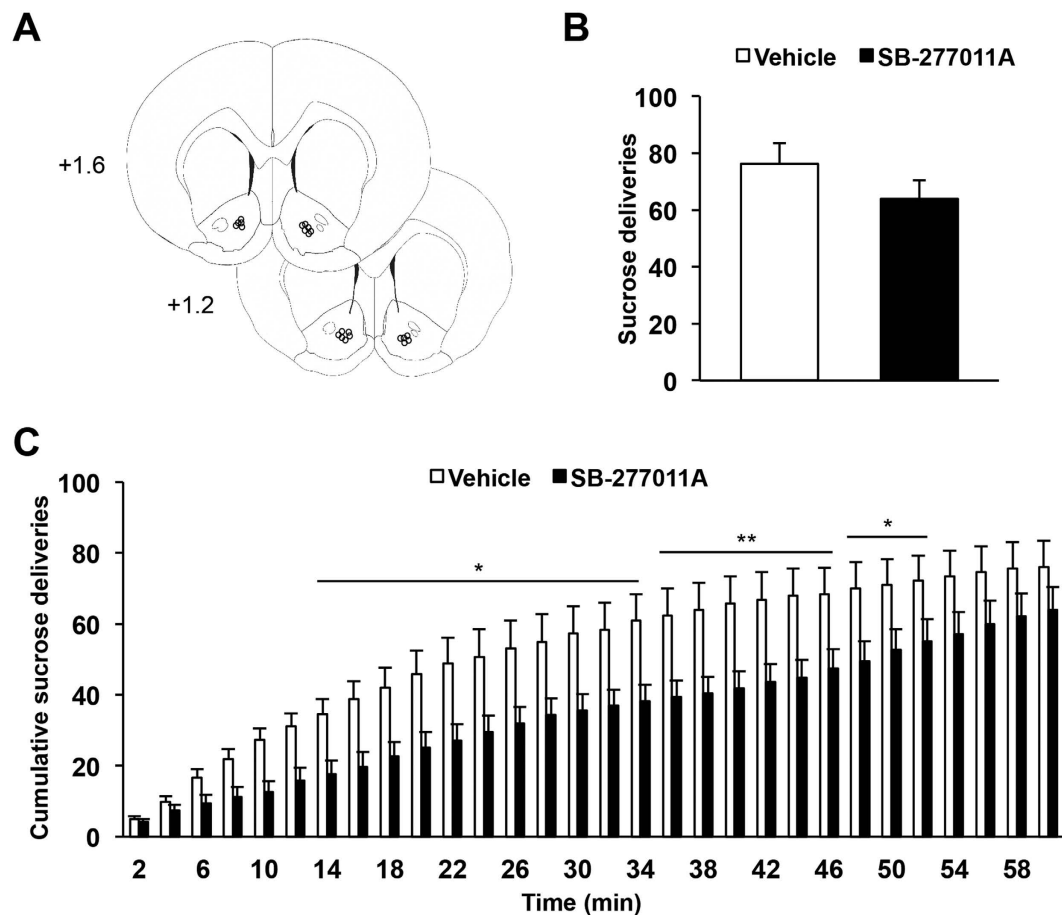 A
+1.6
+1.2
B
Vehicle SB-277011A
100
80
60
40
20
0
Sucrose deliveries
C
Vehicle SB-277011A
100
80
60
40
20
0
Cumulative sucrose deliveries
* ** *
2 6 10 14 18 22 26 30 34 38 42 46 50 54 58
Time (min)